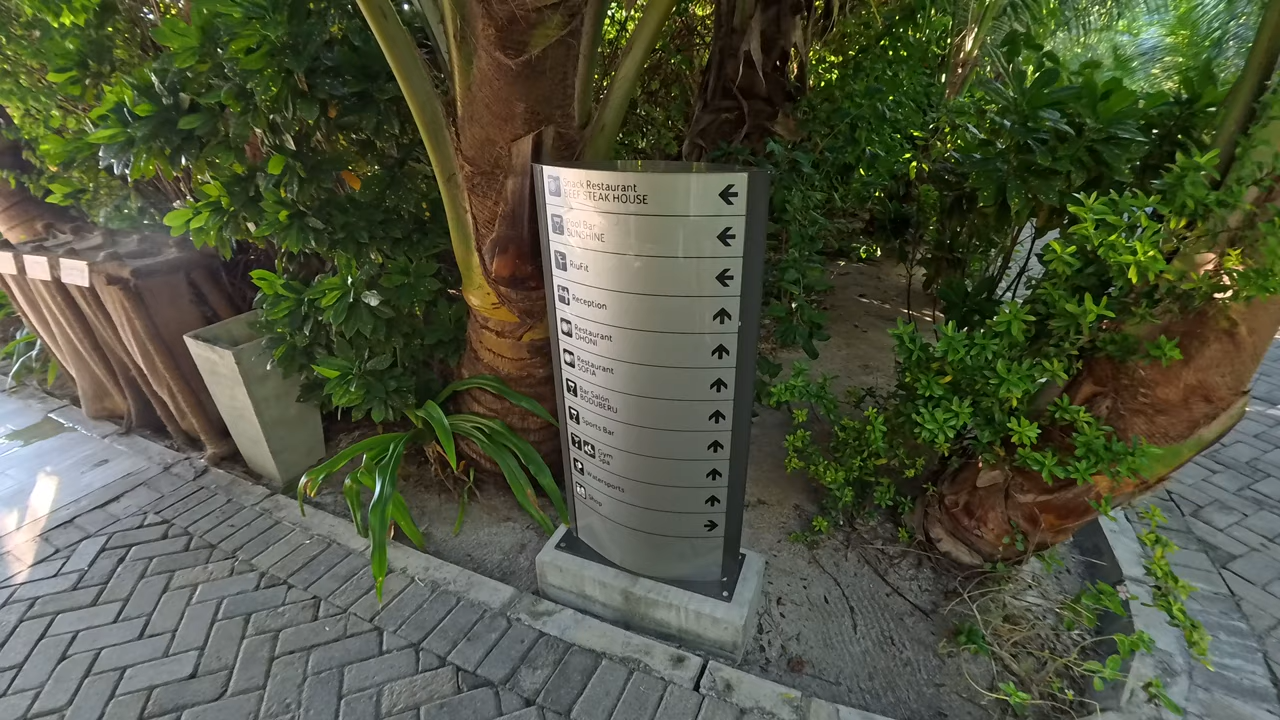 Snack Restaurant
BEEF STEAK HOUSE
Pool Bar
SUNSHINE
RiuFit
Reception
Restaurant
DHONI
Restaurant
SOFIA
Bar Salón
BODUBERU
Sports Bar
Gym
Spa
Watersports
Shop